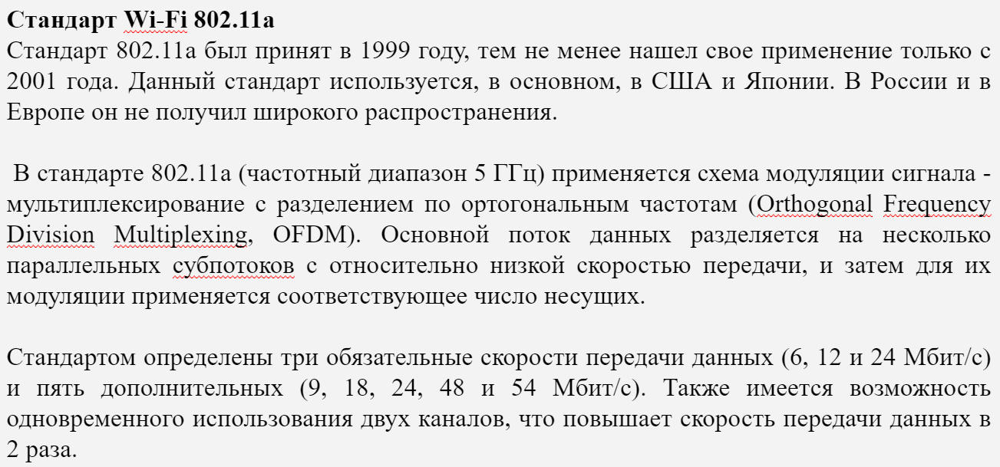 Стандарт Wi-Fi 802.11a
Стандарт 802.11a был принят в 1999 году, тем не менее нашел свое применение только с
2001 года. Данный стандарт используется, в основном, в США и Японии. В России и в
Европе он не получил широкого распространения.
В стандарте 802.11a (частотный диапазон 5 ГГц) применяется схема модуляции сигнала -
мультиплексирование с разделением по ортогональным частотам (Orthogonal Frequency
Division Multiplexing, OFDM). Основной поток данных разделяется на несколько
параллельных субпотоков с относительно низкой скоростью передачи, и затем для их
модуляции применяется соответствующее число несущих.
Стандартом определены три обязательные скорости передачи данных (6, 12 и 24 Мбит/с)
и пять дополнительных (9, 18, 24, 48 и 54 Мбит/с). Также имеется возможность
одновременного использования двух каналов, что повышает скорость передачи данных в
2 раза.